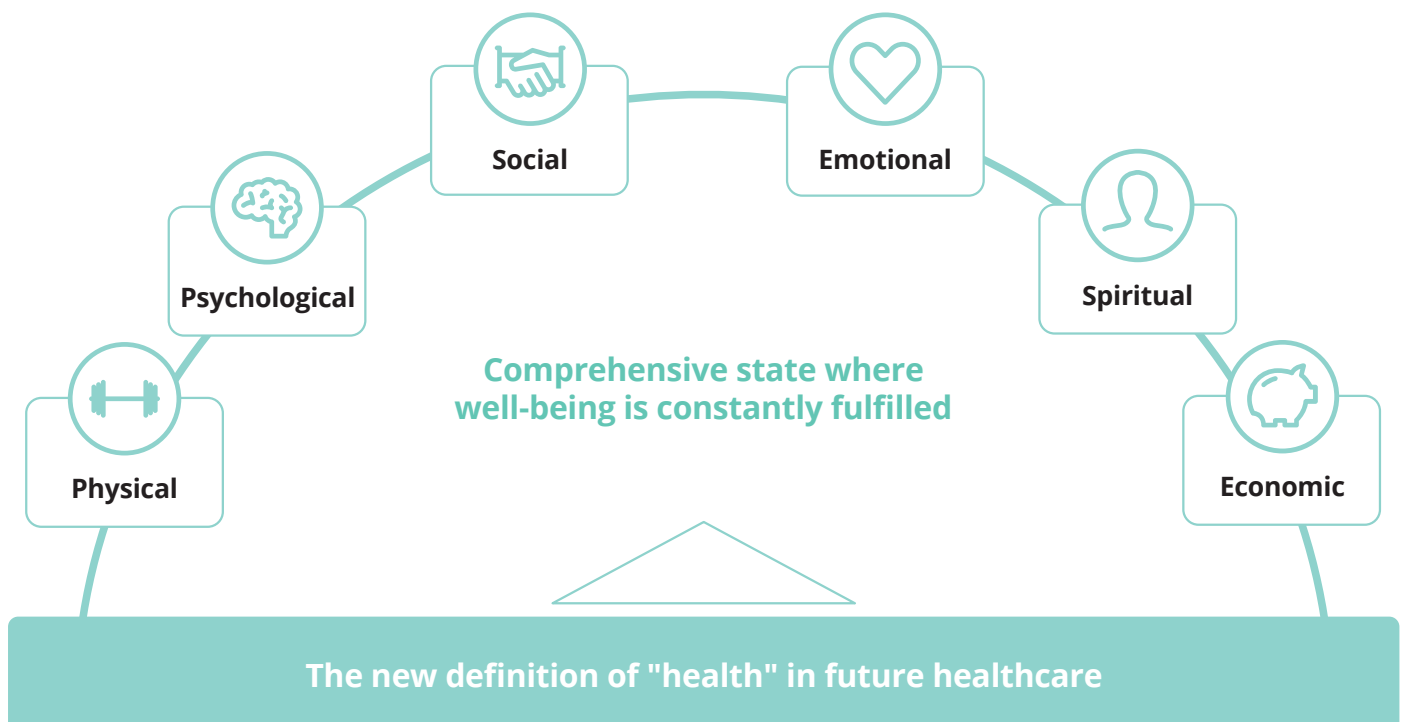 Social
Emotional
Psychological
Spiritual
Comprehensive state where
well-being is constantly fulfilled
Physical
Economic
The new definition of "health" in future healthcare